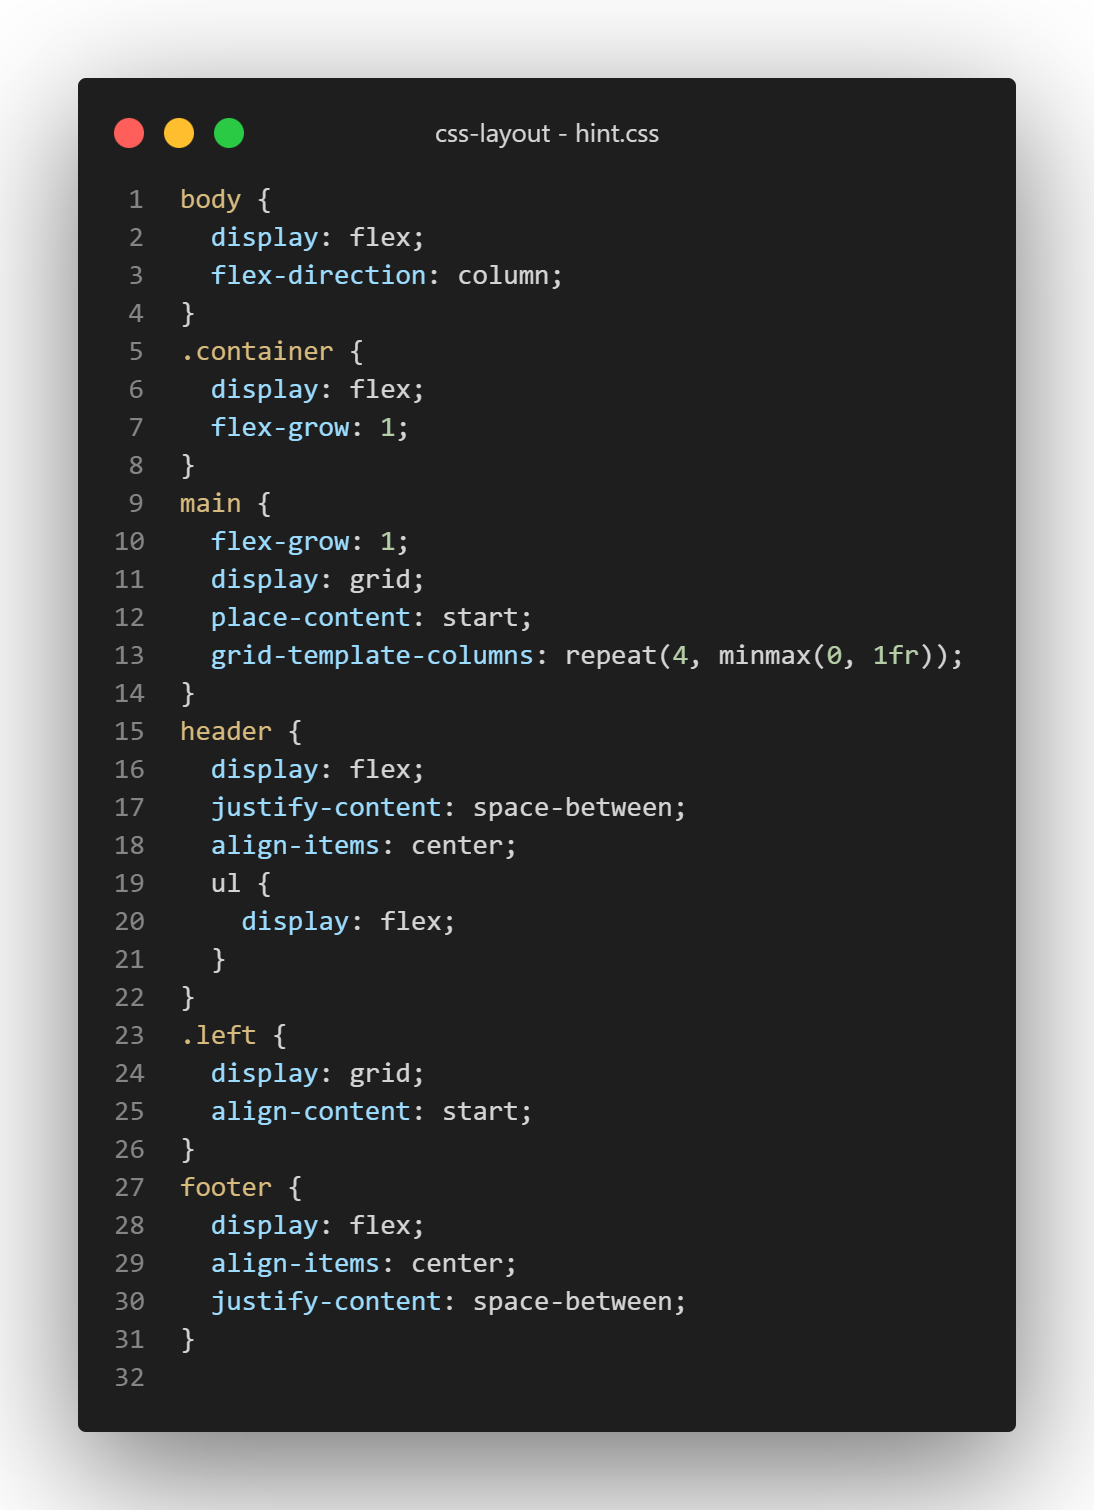 css-layout - hint.css
1 body {
2   display: flex;
3   flex-direction: column;
4 }
5 .container {
6   display: flex;
7   flex-grow: 1;
8 }
9 main {
10   flex-grow: 1;
11   display: grid;
12   place-content: start;
13   grid-template-columns: repeat(4, minmax(0, 1fr));
14 }
15 header {
16   display: flex;
17   justify-content: space-between;
18   align-items: center;
19   ul {
20     display: flex;
21   }
22 }
23 .left {
24   display: grid;
25   align-content: start;
26 }
27 footer {
28   display: flex;
29   align-items: center;
30   justify-content: space-between;
31 }
32